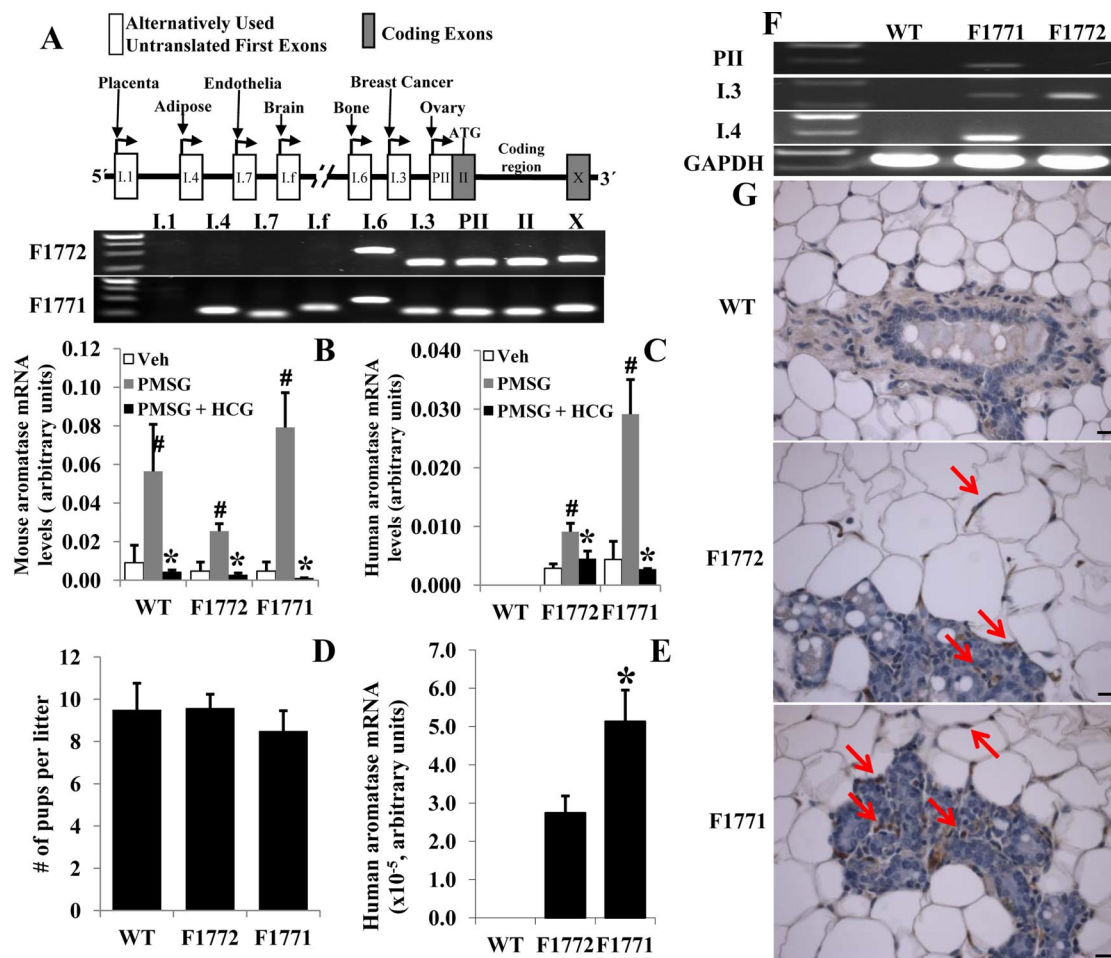 A
Alternatively Used
Untranslated First Exons
Coding Exons
Placenta
Adipose
Endothelia
Brain
Bone
Breast Cancer
Ovary
ATG
Coding
region
5´ I.1 I.4 I.7 I.f I.6 I.3 PII II X 3´
I.1 I.4 I.7 I.f I.6 I.3 PII II X
F1772
F1771
B
Mouse aromatase mRNA
levels ( arbitrary units)
0.12
0.10
0.08
0.06
0.04
0.02
0.00
Veh
PMSG
PMSG + HCG
# # #
* * *
WT F1772 F1771
C
Human aromatase mRNA
levels (arbitrary units)
0.040
0.030
0.020
0.010
0.000
# #
* *
WT F1772 F1771
D
# of pups per litter
12
10
8
6
4
2
0
WT F1772 F1771
E
Human aromatase mRNA
(x10⁻⁵, arbitrary units)
7.0
6.0
5.0
4.0
3.0
2.0
1.0
0.0
*
WT F1772 F1771
F
WT F1771 F1772
PII
I.3
I.4
GAPDH
G
WT
F1772
F1771